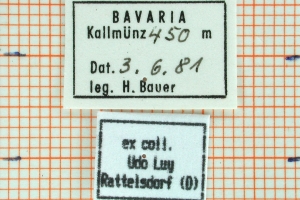 BAVARIA
Kallmünz 450 m
Dat. 3. 6. 81
leg. H. Bauer
ex coll.
Udo Luy
Rattelsdorf (D)